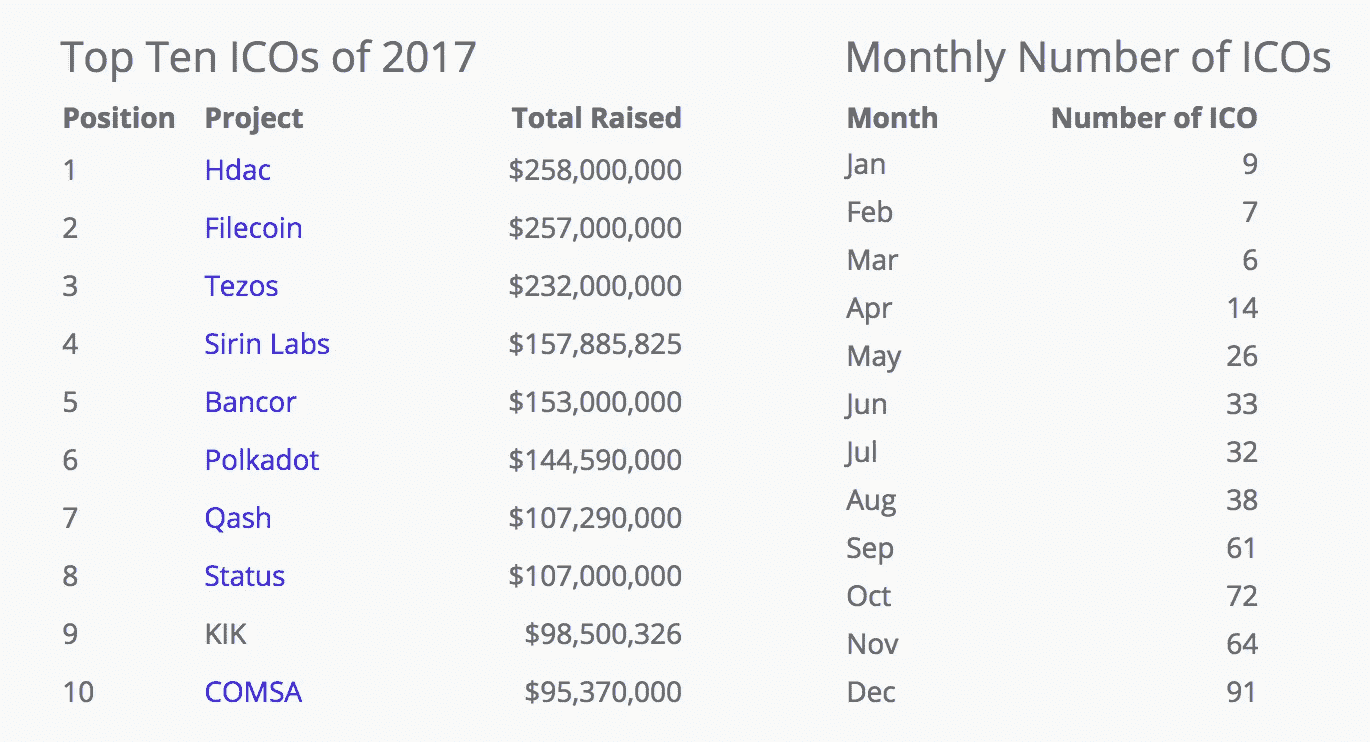 Top Ten ICOs of 2017
Position Project Total Raised
1 Hdac $258,000,000
2 Filecoin $257,000,000
3 Tezos $232,000,000
4 Sirin Labs $157,885,825
5 Bancor $153,000,000
6 Polkadot $144,590,000
7 Qash $107,290,000
8 Status $107,000,000
9 KIK $98,500,326
10 COMSA $95,370,000
Monthly Number of ICOs
Month Number of ICO
Jan 9
Feb 7
Mar 6
Apr 14
May 26
Jun 33
Jul 32
Aug 38
Sep 61
Oct 72
Nov 64
Dec 91